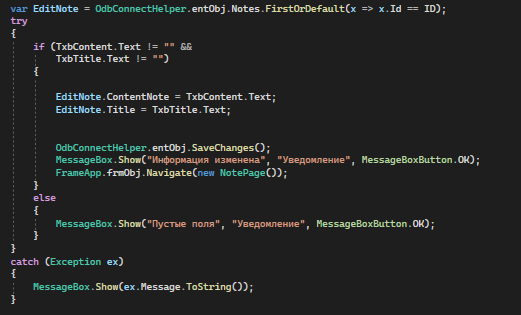 var EditNote = OdbConnectHelper.entObj.Notes.FirstOrDefault(x => x.Id == ID);
try
{
if (TxbContent.Text != "" &&
TxbTitle.Text != "")
{
EditNote.ContentNote = TxbContent.Text;
EditNote.Title = TxbTitle.Text;
OdbConnectHelper.entObj.SaveChanges();
MessageBox.Show("Информация изменена", "Уведомление", MessageBoxButton.OK);
FrameApp.frmObj.Navigate(new NotePage());
}
else
{
MessageBox.Show("Пустые поля", "Уведомление", MessageBoxButton.OK);
}
}
catch (Exception ex)
{
MessageBox.Show(ex.Message.ToString());
}